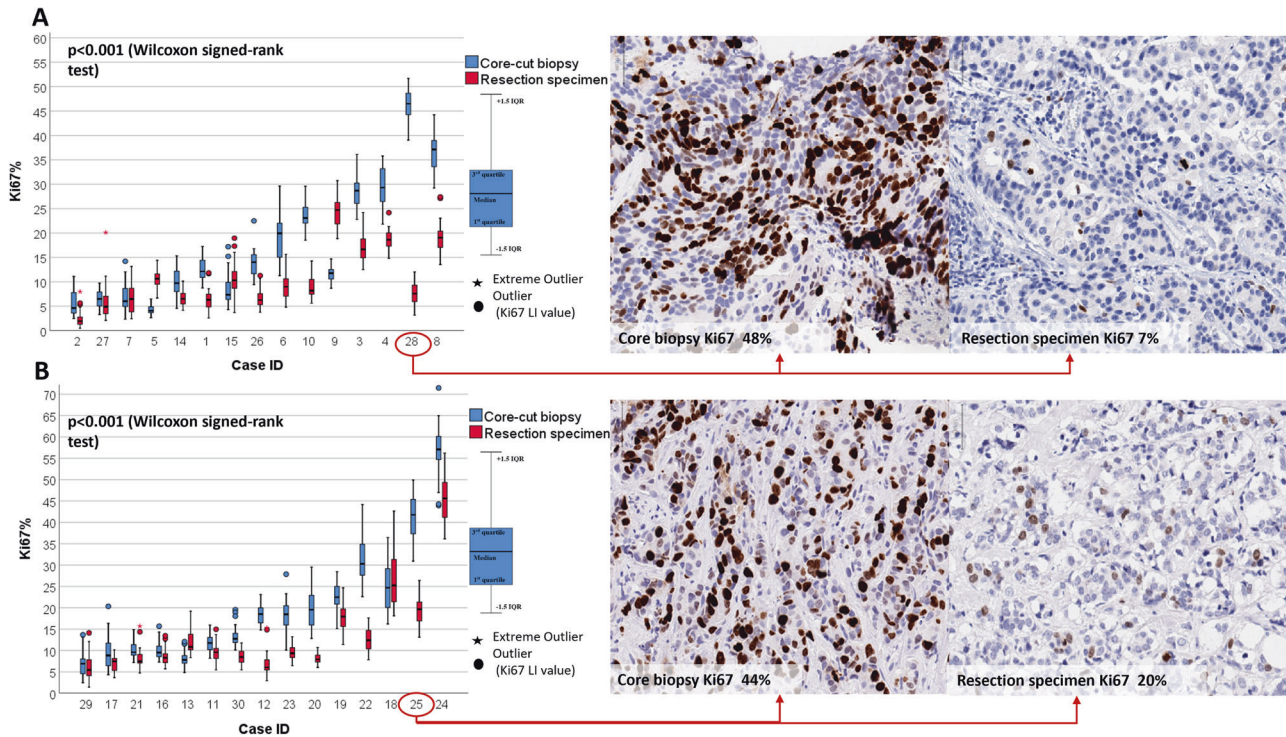 A
p<0.001 (Wilcoxon signed-rank
test)
Ki67%
60
55
50
45
40
35
30
25
20
15
10
5
0
2 27 7 5 14 1 15 26 6 10 9 3 4 28 8
Case ID
Core-cut biopsy
Resection specimen
+1.5 IQR
3rd quartile
Median
1st quartile
-1.5 IQR
Extreme Outlier
Outlier
(Ki67 LI value)
Core biopsy Ki67 48%
Resection specimen Ki67 7%
B
p<0.001 (Wilcoxon signed-rank
test)
Ki67%
70
65
60
55
50
45
40
35
30
25
20
15
10
5
0
29 17 21 16 13 11 30 12 23 20 19 22 18 25 24
Case ID
Core-cut biopsy
Resection specimen
+1.5 IQR
3rd quartile
Median
1st quartile
-1.5 IQR
Extreme Outlier
Outlier
(Ki67 LI value)
Core biopsy Ki67 44%
Resection specimen Ki67 20%